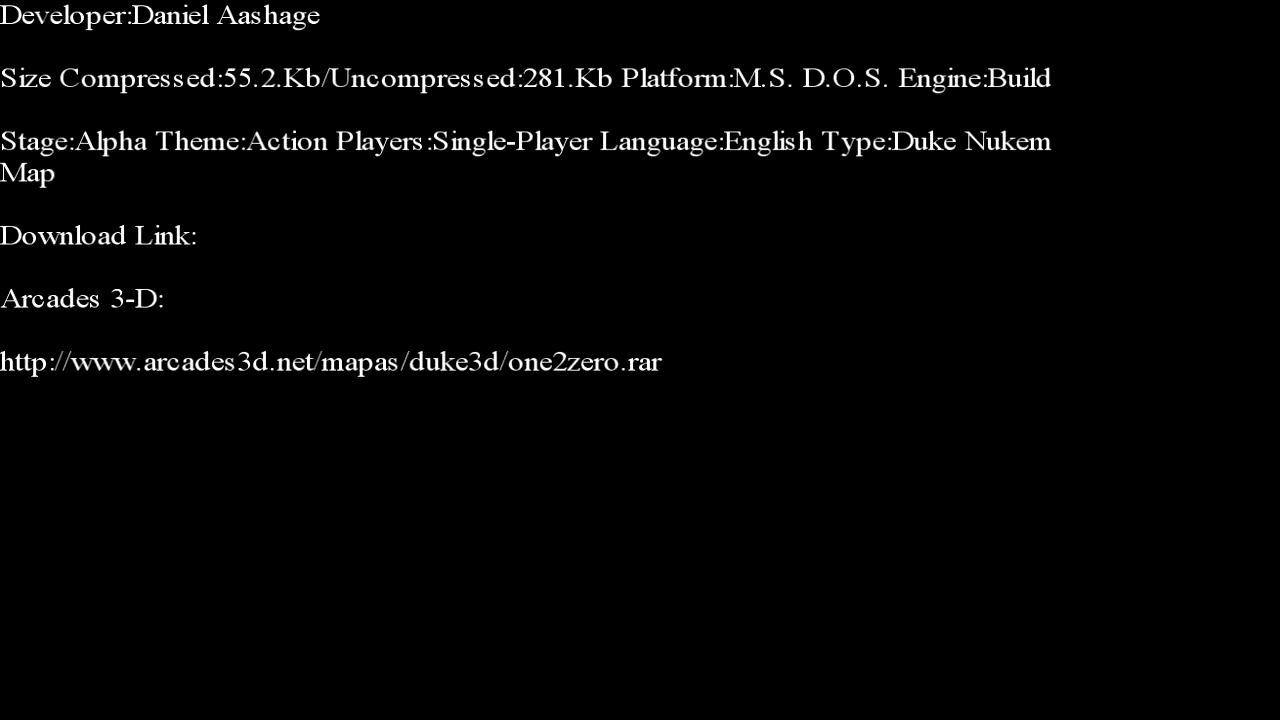 Developer:Daniel Aashage
Size Compressed:55.2.Kb/Uncompressed:281.Kb Platform:M.S. D.O.S. Engine:Build
Stage:Alpha Theme:Action Players:Single-Player Language:English Type:Duke Nukem
Map
Download Link:
Arcades 3-D:
http://www.arcades3d.net/mapas/duke3d/one2zero.rar